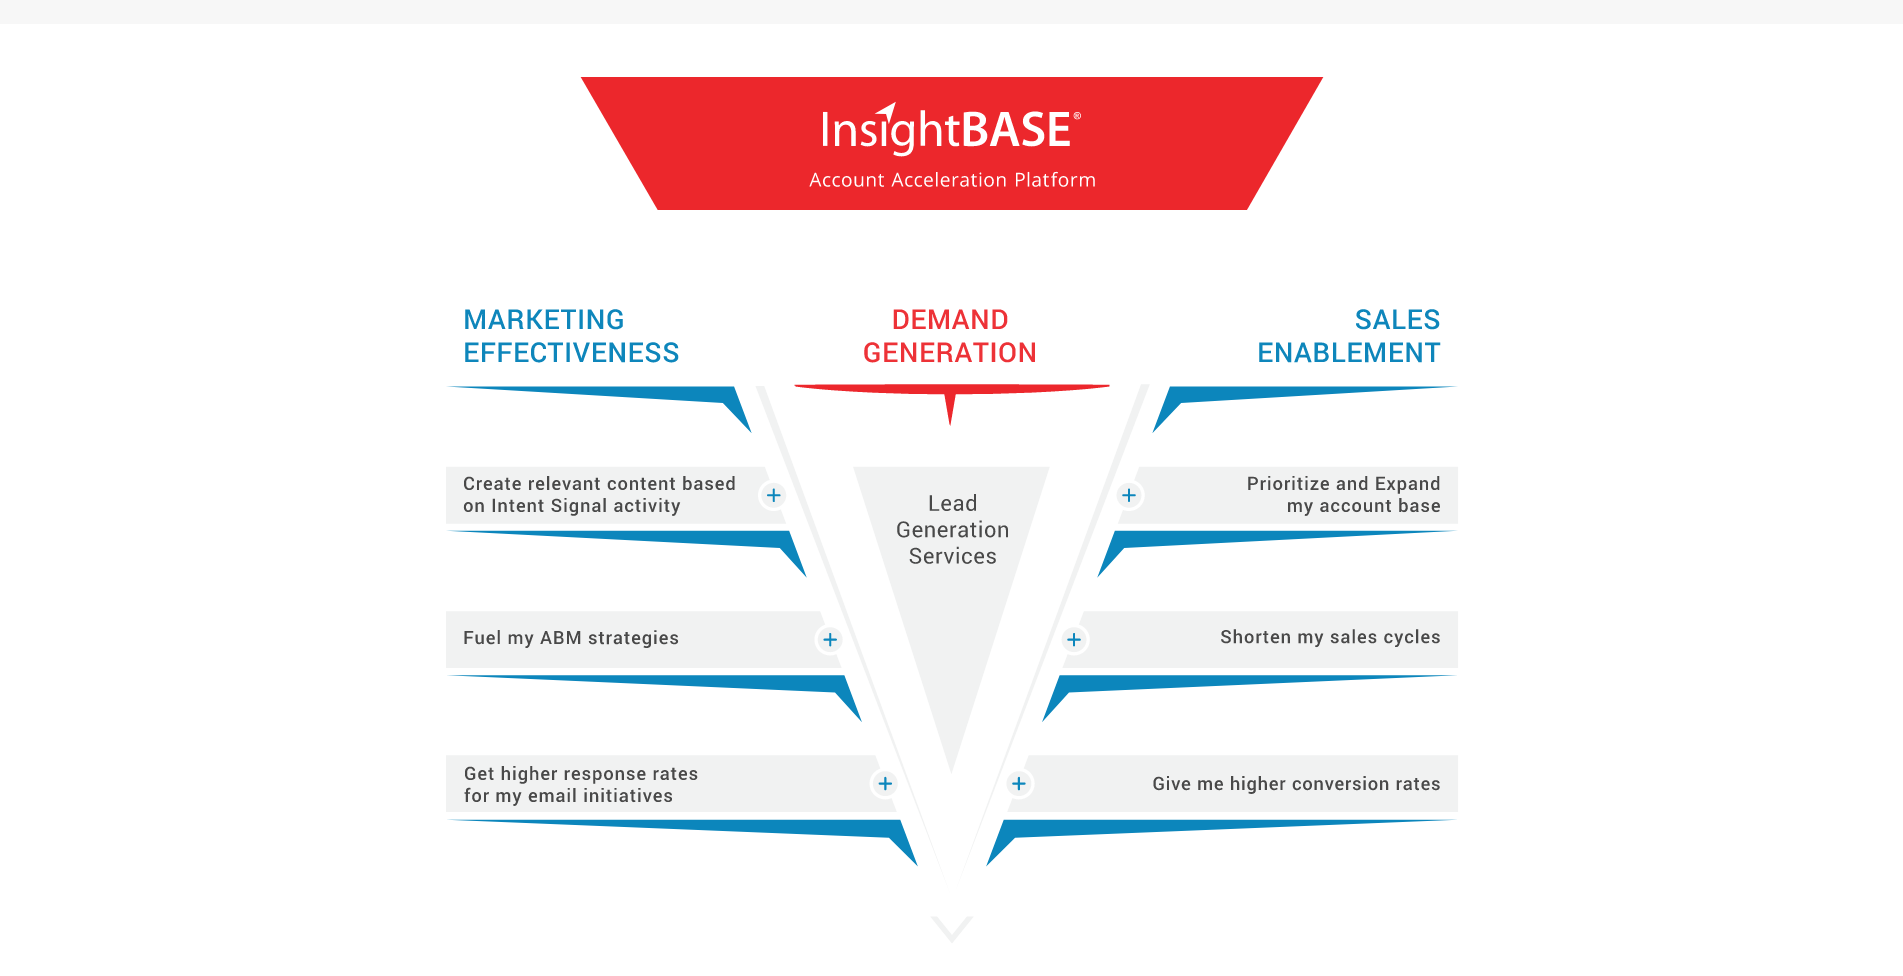 InsightBASE®
Account Acceleration Platform
MARKETING
EFFECTIVENESS
DEMAND
GENERATION
SALES
ENABLEMENT
Create relevant content based
on Intent Signal activity
+
Lead
Generation
Services
+
Prioritize and Expand
my account base
Fuel my ABM strategies
+
+
Shorten my sales cycles
Get higher response rates
for my email initiatives
+
+
Give me higher conversion rates